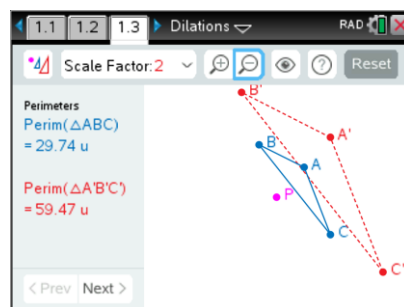 1.1 1.2 1.3 Dilations RAD
Scale Factor: 2 Reset
Perimeters
Perim(△ABC)
= 29.74 u
Perim(△A'B'C')
= 59.47 u
B'
A'
B
A
P
C
C'
< Prev Next >